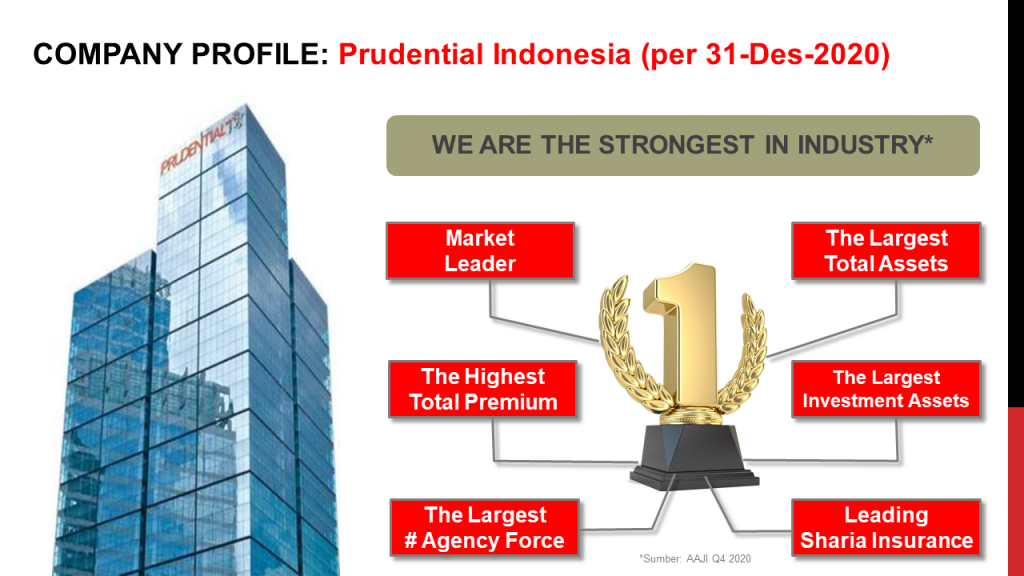 COMPANY PROFILE: Prudential Indonesia (per 31-Des-2020)
PRUDENTIAL
WE ARE THE STRONGEST IN INDUSTRY*
Market
Leader
The Largest
Total Assets
1
The Highest
Total Premium
The Largest
Investment Assets
The Largest
# Agency Force
Leading
Sharia Insurance
*Sumber: AAJI Q4 2020